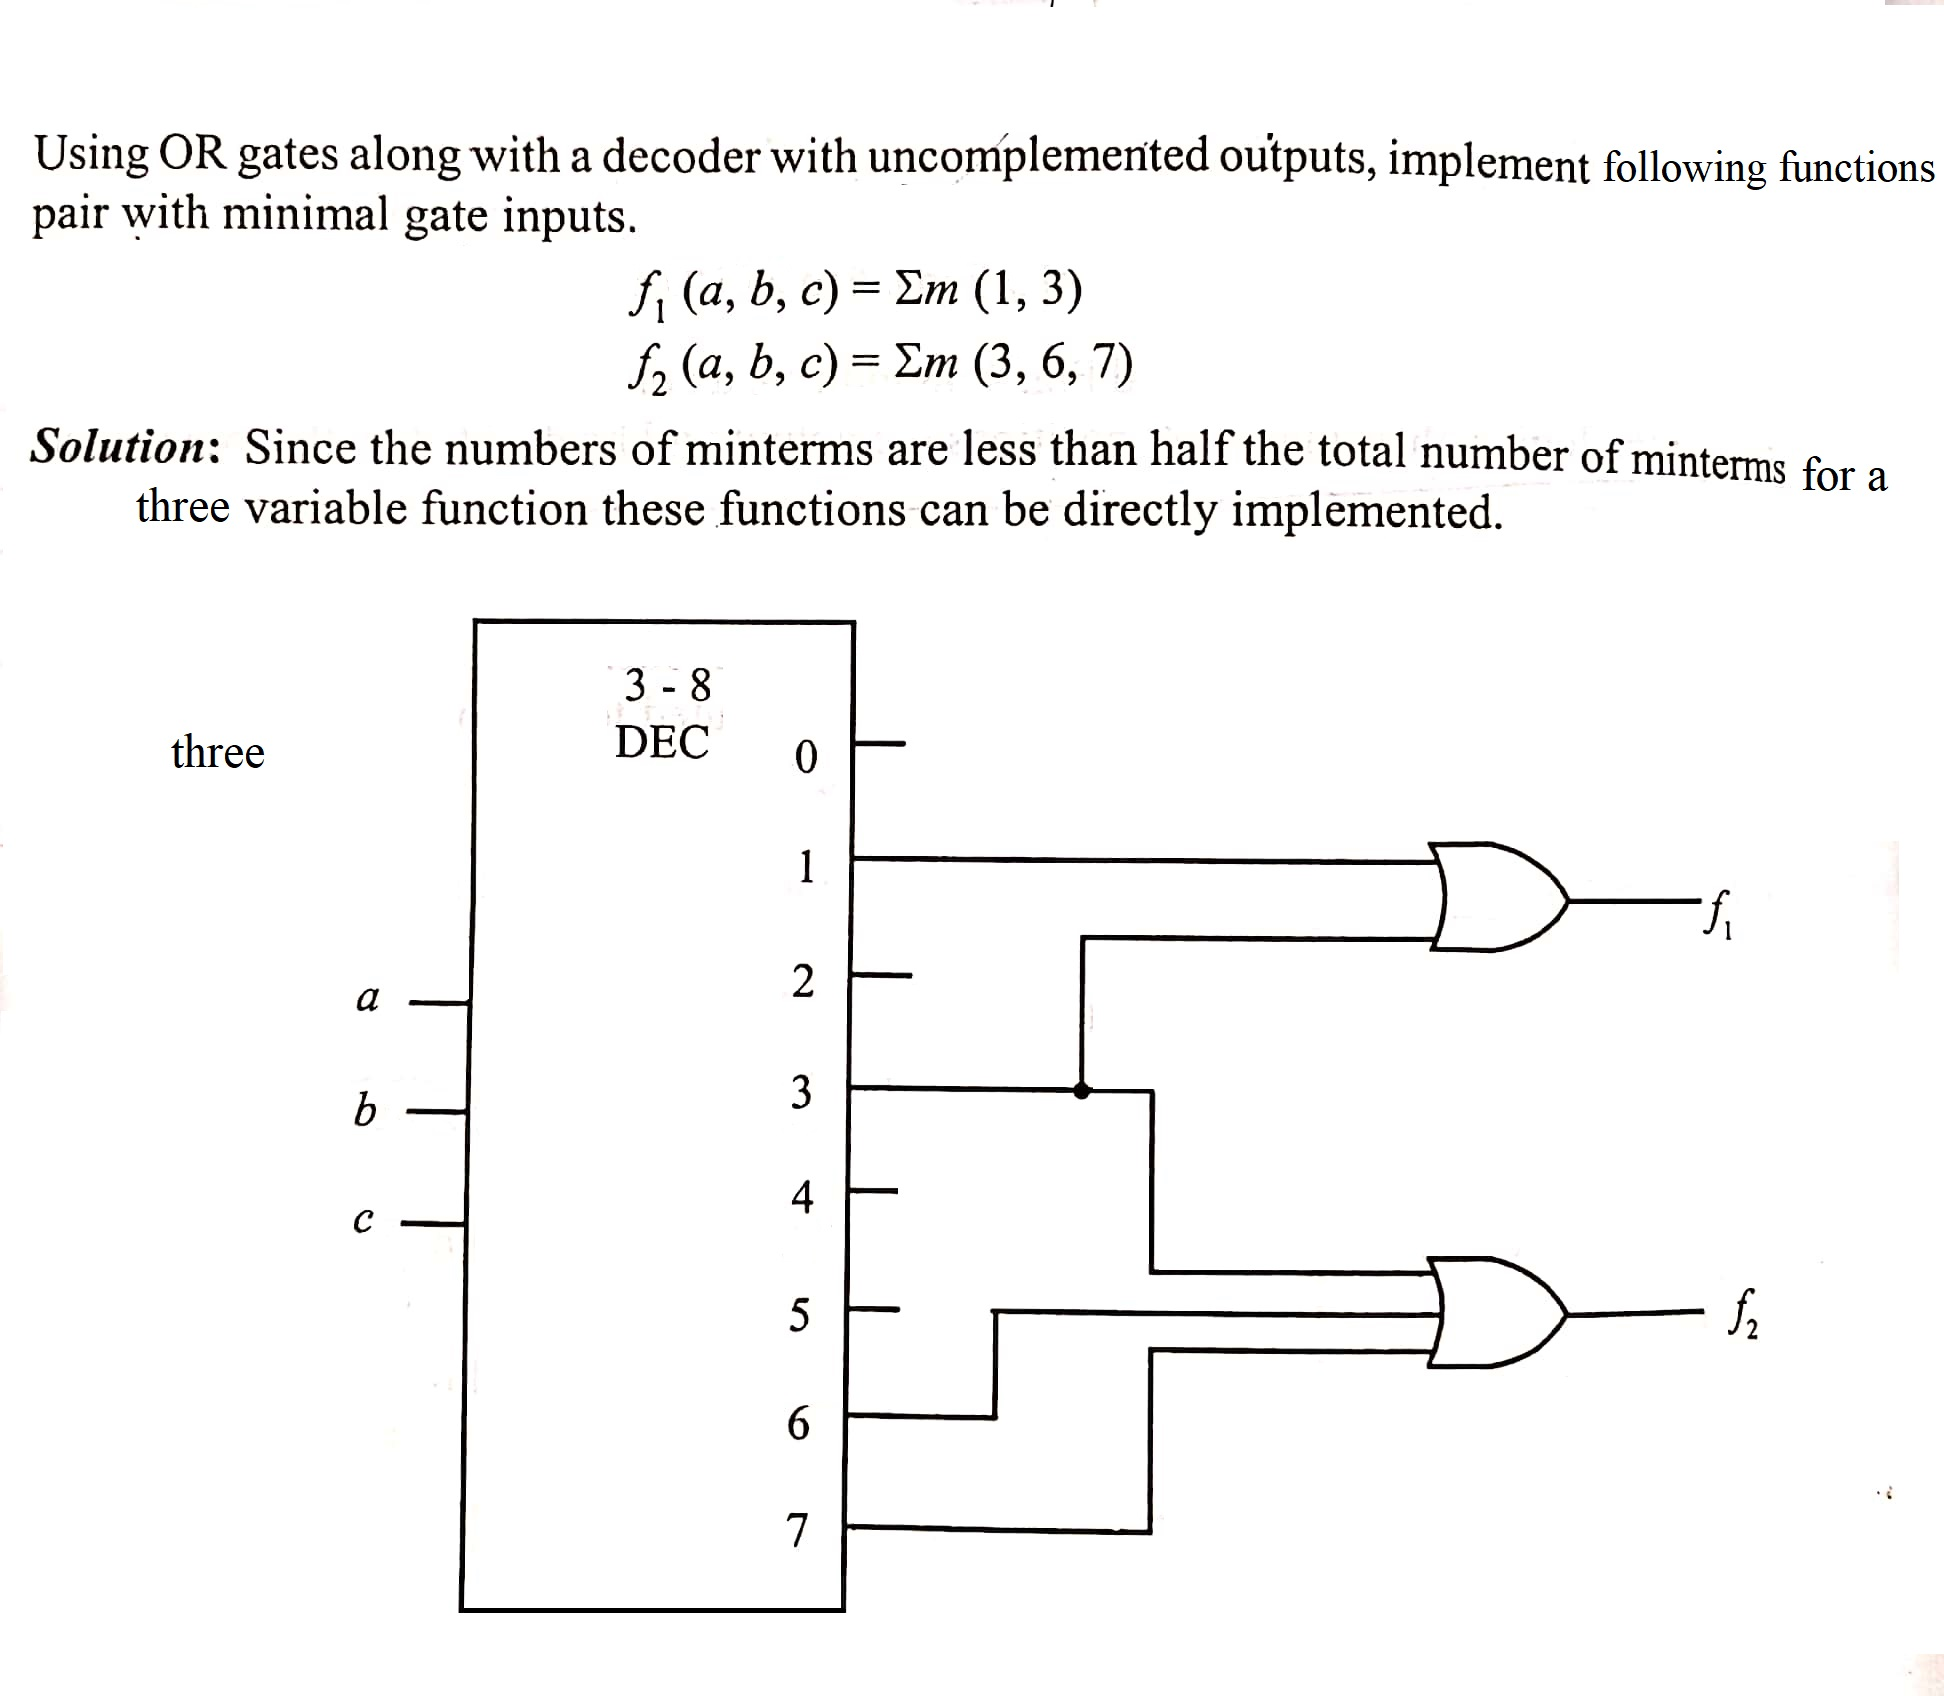 Using OR gates along with a decoder with uncomplemented outputs, implement following functions
pair with minimal gate inputs.
f₁ (a, b, c) = Σm (1, 3)
f₂ (a, b, c) = Σm (3, 6, 7)
Solution: Since the numbers of minterms are less than half the total number of minterms for a
three variable function these functions can be directly implemented.
3 - 8
DEC
three
0
1
f₁
2
a
3
b
4
c
5
f₂
6
7